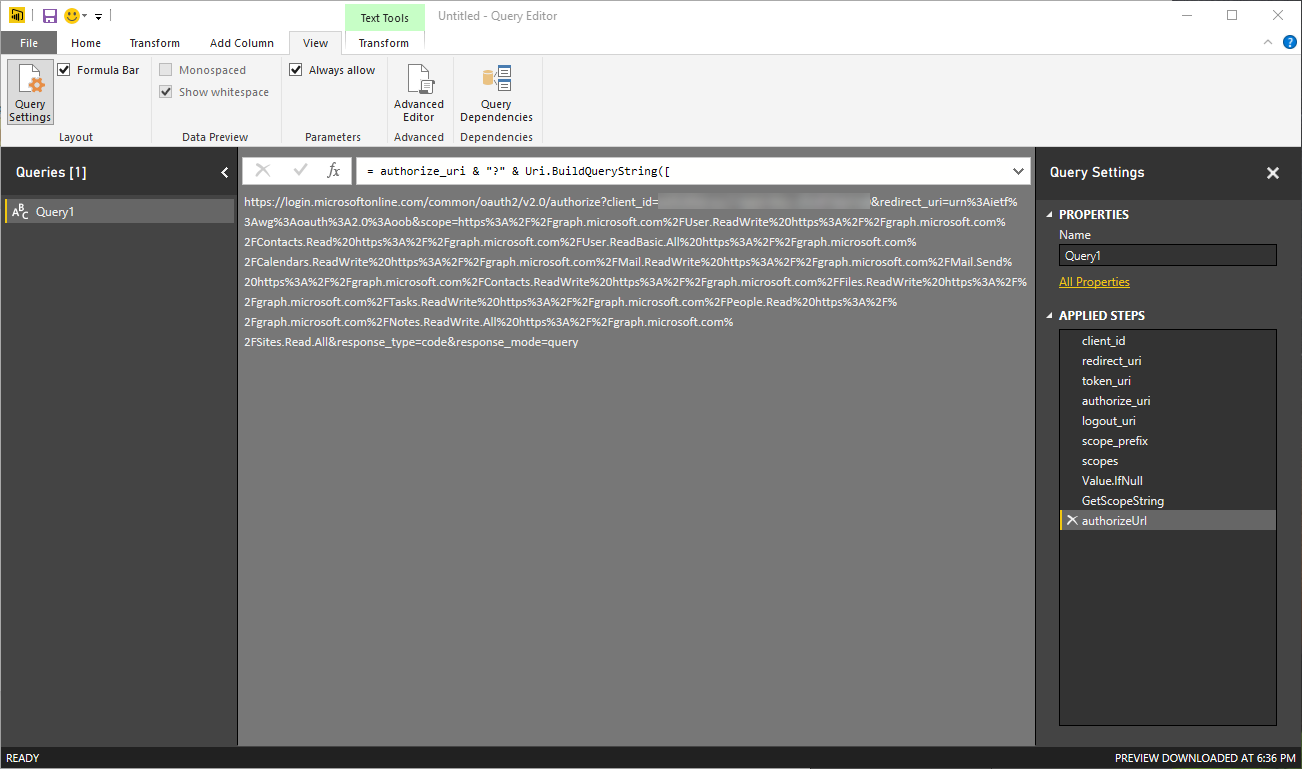 Text Tools
Untitled - Query Editor
File
Home
Transform
Add Column
View
Transform
Query Settings
Formula Bar
Layout
Monospaced
Show whitespace
Data Preview
Always allow
Parameters
Advanced Editor
Advanced
Query Dependencies
Dependencies
Queries [1]
ABC Query1
fx
= authorize_uri & "?" & Uri.BuildQueryString([
https://login.microsoftonline.com/common/oauth2/v2.0/authorize?client_id= &redirect_uri=urn%3Aietf%
3Awg%3Aoauth%3A2.0%3Aoob&scope=https%3A%2F%2Fgraph.microsoft.com%2FUser.ReadWrite%20https%3A%2F%2Fgraph.microsoft.com%
2FContacts.Read%20https%3A%2F%2Fgraph.microsoft.com%2FUser.ReadBasic.All%20https%3A%2F%2Fgraph.microsoft.com%
2FCalendars.ReadWrite%20https%3A%2F%2Fgraph.microsoft.com%2FMail.ReadWrite%20https%3A%2F%2Fgraph.microsoft.com%2FMail.Send%
20https%3A%2F%2Fgraph.microsoft.com%2FContacts.ReadWrite%20https%3A%2F%2Fgraph.microsoft.com%2FFiles.ReadWrite%20https%3A%2F%
2Fgraph.microsoft.com%2FTasks.ReadWrite%20https%3A%2F%2Fgraph.microsoft.com%2FPeople.Read%20https%3A%2F%
2Fgraph.microsoft.com%2FNotes.ReadWrite.All%20https%3A%2F%2Fgraph.microsoft.com%
2FSites.Read.All&response_type=code&response_mode=query
Query Settings
PROPERTIES
Name
Query1
All Properties
APPLIED STEPS
client_id
redirect_uri
token_uri
authorize_uri
logout_uri
scope_prefix
scopes
Value.IfNull
GetScopeString
authorizeUrl
READY
PREVIEW DOWNLOADED AT 6:36 PM